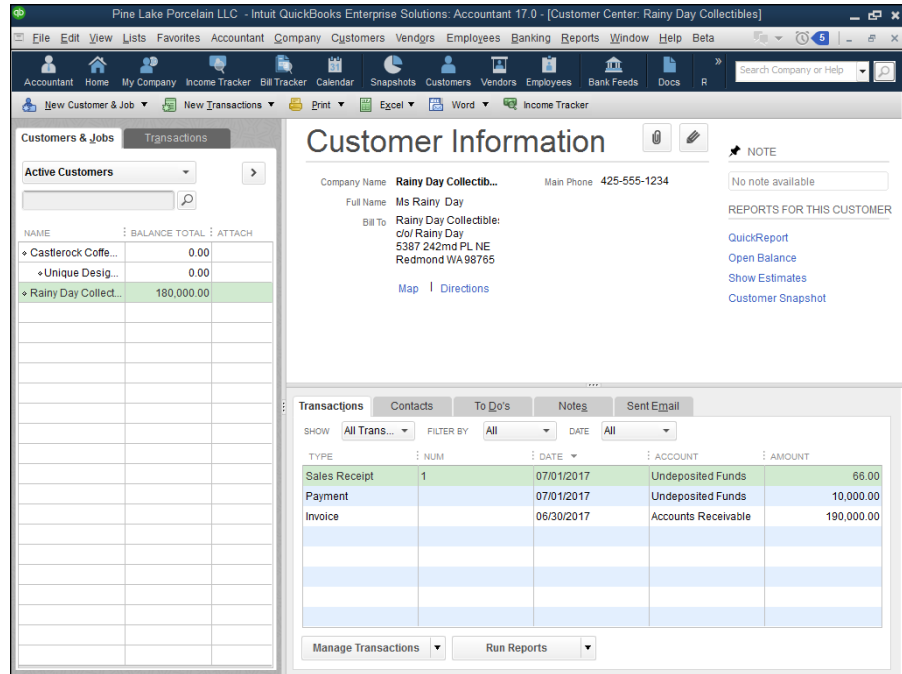 qb Pine Lake Porcelain LLC - Intuit QuickBooks Enterprise Solutions: Accountant 17.0 - [Customer Center: Rainy Day Collectibles]
File Edit View Lists Favorites Accountant Company Customers Vendors Employees Banking Reports Window Help Beta 5
Accountant Home My Company Income Tracker Bill Tracker Calendar Snapshots Customers Vendors Employees Bank Feeds Docs R » Search Company or Help
New Customer & Job New Transactions Print Excel Word Income Tracker
Customers & Jobs Transactions
Active Customers
NAME BALANCE TOTAL ATTACH
Castlerock Coffe... 0.00
Unique Desig... 0.00
Rainy Day Collect... 180,000.00
Customer Information
Company Name Rainy Day Collectib... Main Phone 425-555-1234
Full Name Ms Rainy Day
Bill To Rainy Day Collectibles
c/o/ Rainy Day
5387 242md PL NE
Redmond WA 98765
Map | Directions
NOTE
No note available
REPORTS FOR THIS CUSTOMER
QuickReport
Open Balance
Show Estimates
Customer Snapshot
Transactions Contacts To Do's Notes Sent Email
SHOW All Trans... FILTER BY All DATE All
TYPE NUM DATE ACCOUNT AMOUNT
Sales Receipt 1 07/01/2017 Undeposited Funds 66.00
Payment 07/01/2017 Undeposited Funds 10,000.00
Invoice 06/30/2017 Accounts Receivable 190,000.00
Manage Transactions Run Reports